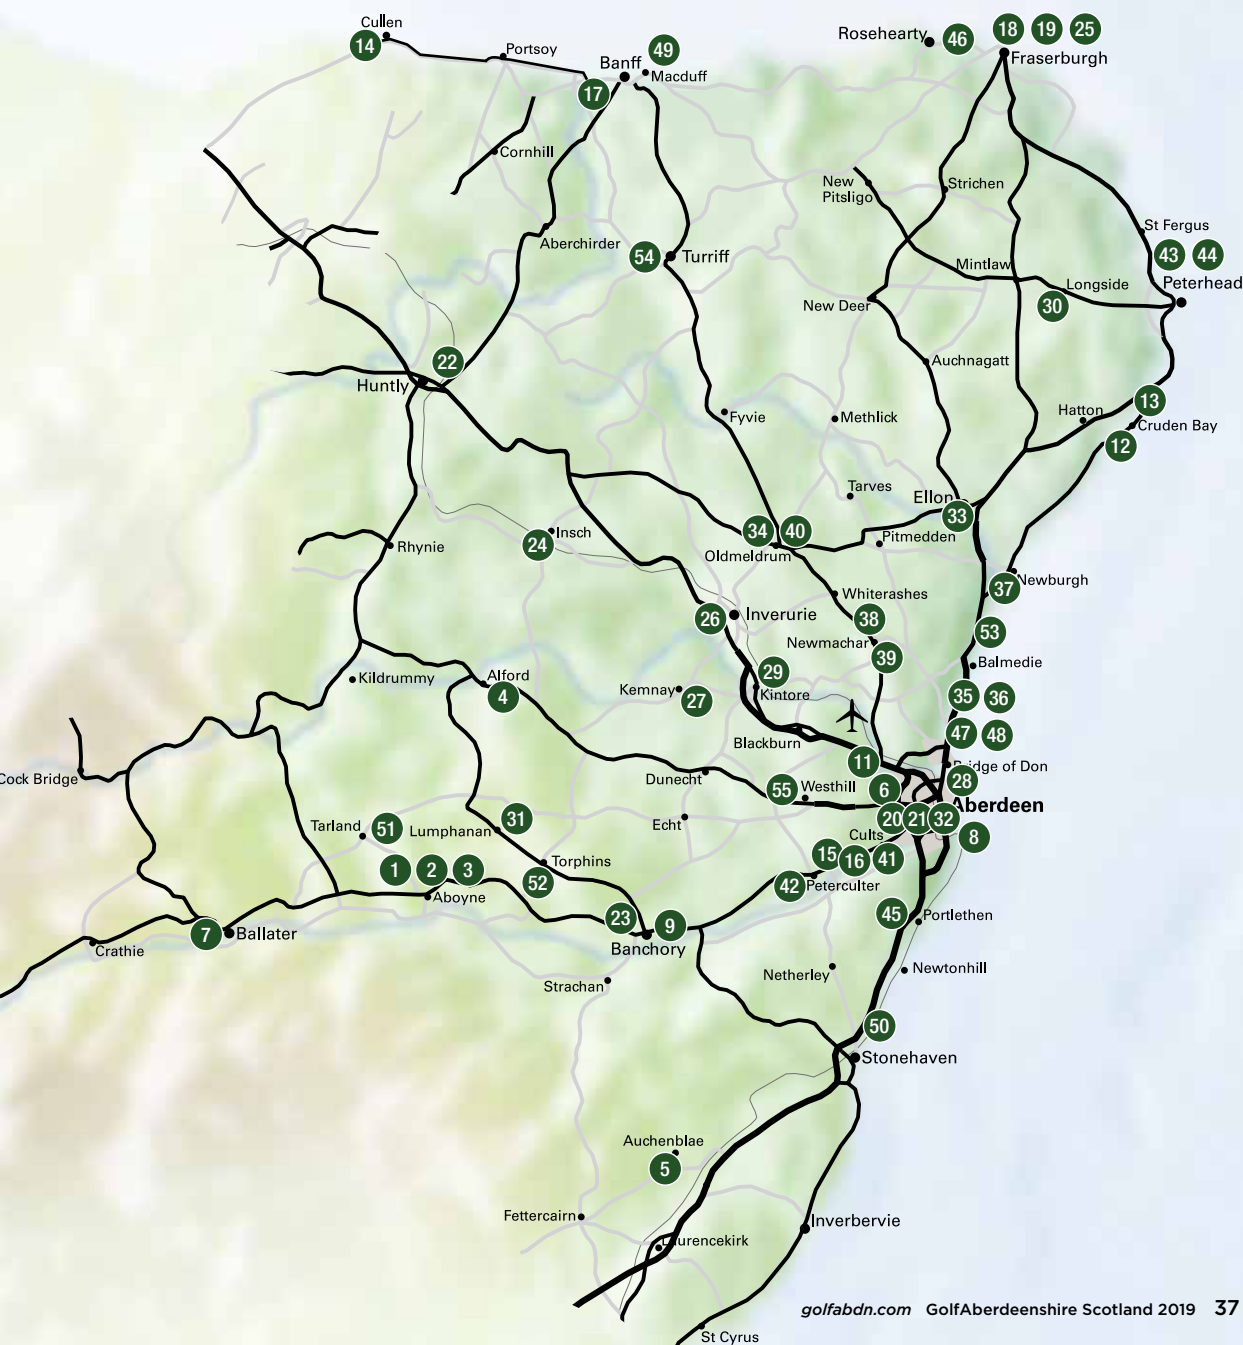 Cullen
14
Portsoy
Banff
49
Macduff
17
Rosehearty
46
18
19
25
Fraserburgh
Cornhill
New
Pitsligo
Strichen
Aberchirder
54
Turriff
St Fergus
43
44
Mintlaw
Longside
Peterhead
30
New Deer
22
Huntly
Auchnagatt
Fyvie
Methlick
Hatton
13
Cruden Bay
12
Tarves
Ellon
33
Rhynie
Insch
24
34
40
Oldmeldrum
Pitmedden
Newburgh
37
Whiterashes
26
Inverurie
38
Newmachar
39
53
Balmedie
Kildrummy
Alford
4
Kemnay
27
29
Kintore
35
36
47
48
Blackburn
11
Bridge of Don
Cock Bridge
Dunecht
55
Westhill
6
28
Aberdeen
Tarland
51
Lumphanan
31
Echt
Cults
20
21
32
8
1
2
3
Aboyne
Torphins
52
15
16
41
42
Peterculter
7
Ballater
Crathie
23
9
Banchory
45
Portlethen
Strachan
Netherley
Newtonhill
50
Stonehaven
Auchenblae
5
Fettercairn
Laurencekirk
Inverbervie
St Cyrus
golfabdn.com GolfAberdeenshire Scotland 2019 37